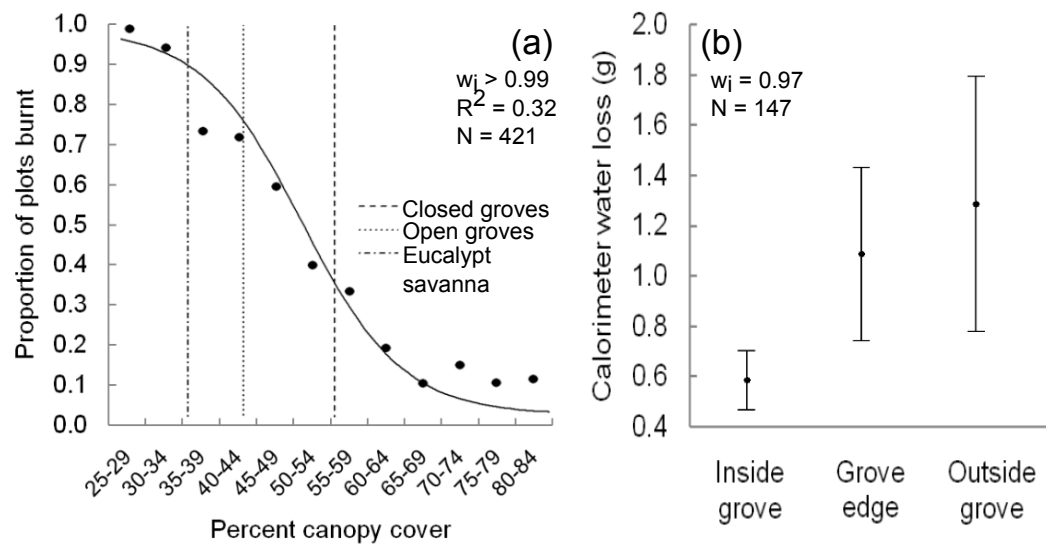 (a)
w_i > 0.99
R^2 = 0.32
N = 421
Proportion of plots burnt
1.0
0.9
0.8
0.7
0.6
0.5
0.4
0.3
0.2
0.1
0.0
Closed groves
Open groves
Eucalypt
savanna
25-29
30-34
35-39
40-44
45-49
50-54
55-59
60-64
65-69
70-74
75-79
80-84
Percent canopy cover
(b)
w_i = 0.97
N = 147
Calorimeter water loss (g)
2.0
1.8
1.6
1.4
1.2
1.0
0.8
0.6
0.4
Inside
grove
Grove
edge
Outside
grove